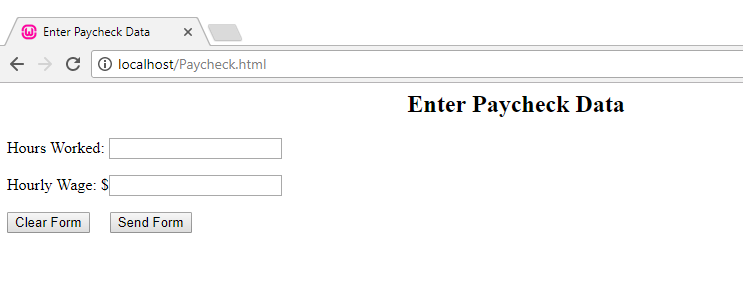 Enter Paycheck Data
localhost/Paycheck.html
Enter Paycheck Data
Hours Worked:
Hourly Wage: $
Clear Form Send Form